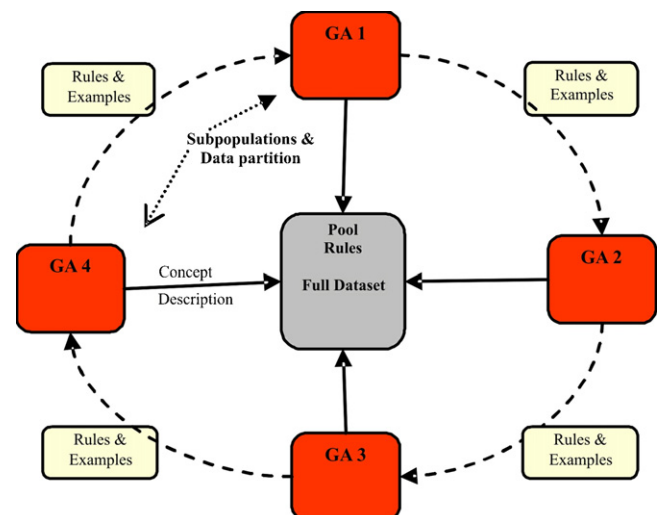 GA 1
Rules &
Examples
Rules &
Examples
Subpopulations &
Data partition
Pool
Rules
Full Dataset
GA 4
Concept
Description
GA 2
Rules &
Examples
GA 3
Rules &
Examples